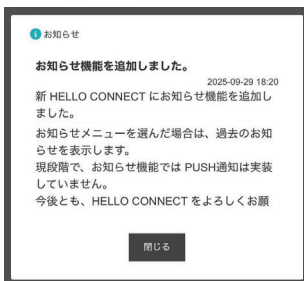 お知らせ
お知らせ機能を追加しました。
2025-09-29 18:20
新 HELLO CONNECT にお知らせ機能を追加し
ました。
お知らせメニューを選んだ場合は、過去のお知
らせを表示します。
現段階で、お知らせ機能では PUSH通知は実装
していません。
今後とも、HELLO CONNECT をよろしくお願
閉じる